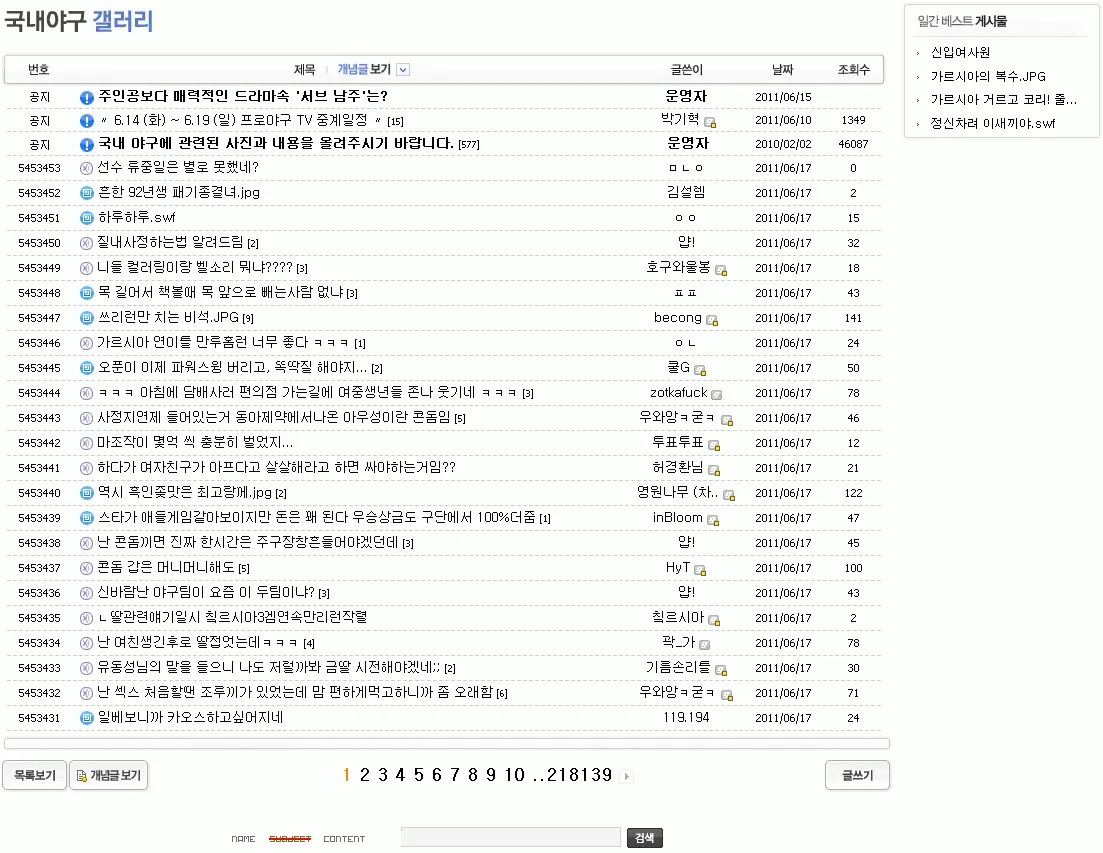 국내야구 갤러리
일간 베스트 게시물
신입여사원
가르시아의 복수.JPG
가르시아 거르고 코리! 줄...
정신차려 이새끼야.swf
번호 제목 개념글 보기 글쓴이 날짜 조회수
공지 주인공보다 매력적인 드라마속 '서브 남주'는? 운영자 2011/06/15
공지 〃 6.14 (화) ~ 6.19 (일) 프로야구 TV 중계일정 〃 [15] 박기혁 2011/06/10 1349
공지 국내 야구에 관련된 사진과 내용을 올려주시기 바랍니다. [577] 운영자 2010/02/02 46087
5453453 선수 류중일은 별로 못했네? ㅁㄴㅇ 2011/06/17 0
5453452 흔한 92년생 패기종결녀.jpg 김설렘 2011/06/17 2
5453451 하루하루.swf ㅇㅇ 2011/06/17 15
5453450 질내사정하는법 알려드림 [2] 얍! 2011/06/17 32
5453449 니들 컬러링이랑 벨소리 뭐냐???? [3] 호구와울봉 2011/06/17 18
5453448 목 길어서 책볼때 목 앞으로 빼는사람 없냐 [3] ㅍㅍ 2011/06/17 43
5453447 쓰리런만 치는 비석.JPG [9] becong 2011/06/17 141
5453446 가르시아 연이틀 만루홈런 너무 좋다 ㅋㅋㅋ [1] ㅇㄴ 2011/06/17 24
5453445 오푼이 이제 파워스윙 버리고, 똑딱질 해야지... [2] 쿨G 2011/06/17 50
5453444 ㅋㅋㅋ 아침에 담배사러 편의점 가는길에 여중생년들 존나 웃기네 ㅋㅋㅋ [3] zotkafuck 2011/06/17 78
5453443 사정지연제 들어있는거 동아제약에서나온 아우성이란 콘돔임 [5] 우와앙ㅋ굳ㅋ 2011/06/17 46
5453442 마조작이 몇억 씩 충분히 벌었지... 투표투표 2011/06/17 12
5453441 하다가 여자친구가 아프다고 살살해라고 하면 싸야하는거임?? 허경환님 2011/06/17 21
5453440 역시 흑인좆맛은 최고랑께.jpg [2] 영원나무 (차.. 2011/06/17 122
5453439 스타가 애들게임같아보이지만 돈은 꽤 된다 우승상금도 구단에서 100%더줌 [1] inBloom 2011/06/17 47
5453438 난 콘돔끼면 진짜 한시간은 주구장창흔들어야겠던데 [3] 얍! 2011/06/17 45
5453437 콘돔 갑은 머니머니해도 [5] HyT 2011/06/17 100
5453436 신바람난 야구팀이 요즘 이 두팀이냐? [3] 얍! 2011/06/17 43
5453435 ㄴ딸관련얘기일시 칰르시아3겜연속만리런작렬 칰르시아 2011/06/17 2
5453434 난 여친생긴후로 딸접엇는데ㅋㅋㅋ [4] 곽_가 2011/06/17 78
5453433 유동성님의 말을 들으니 나도 저럴까봐 금딸 시전해야겠네;; [2] 기름손리틀 2011/06/17 30
5453432 난 섹스 처음할땐 조루끼가 있었는데 맘 편하게먹고하니까 좀 오래함 [6] 우와앙ㅋ굳ㅋ 2011/06/17 71
5453431 일베보니까 카오스하고싶어지네 119.194 2011/06/17 24
목록보기 개념글 보기 1 2 3 4 5 6 7 8 9 10 ..218139 글쓰기
NAME SUBJECT CONTENT 검색